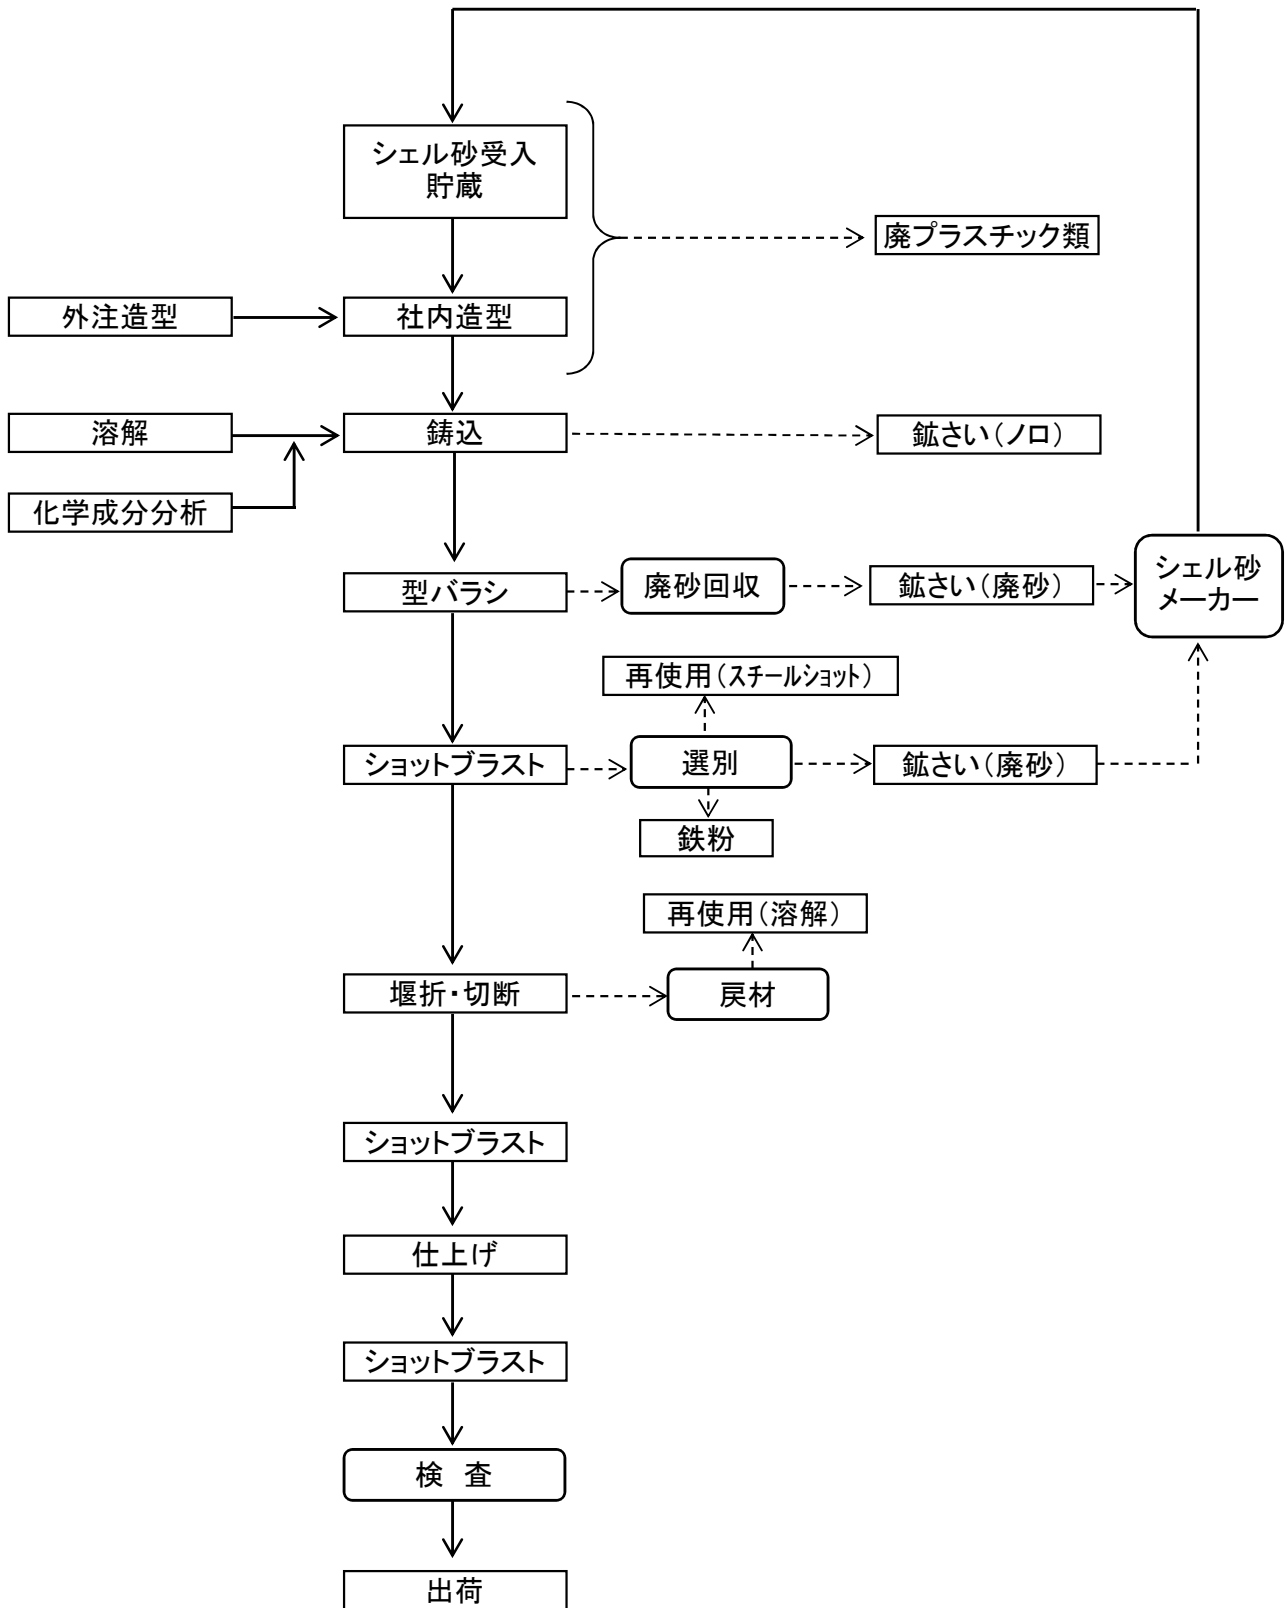 シェル砂受入
貯蔵
廃プラスチック類
外注造型
社内造型
溶解
鋳込
鉱さい（ノロ）
化学成分分析
型バラシ
廃砂回収
鉱さい（廃砂）
シェル砂
メーカー
再使用（スチールショット）
ショットブラスト
選別
鉱さい（廃砂）
鉄粉
再使用（溶解）
堰折・切断
戻材
ショットブラスト
仕上げ
ショットブラスト
検　査
出荷